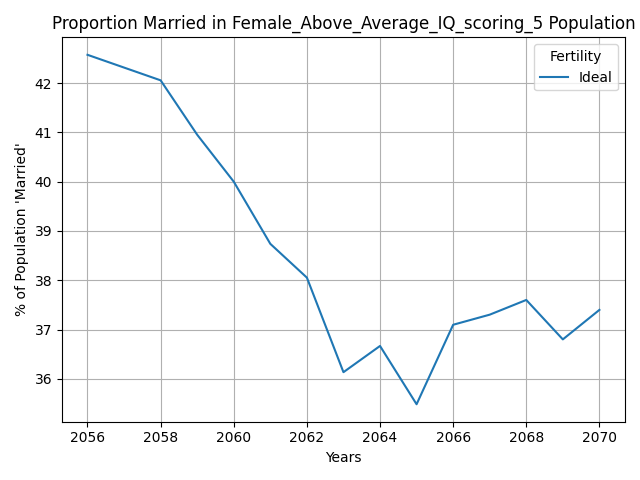 Proportion Married in Female_Above_Average_IQ_scoring_5 Population
Fertility
Ideal
% of Population 'Married'
42
41
40
39
38
37
36
2056 2058 2060 2062 2064 2066 2068 2070
Years